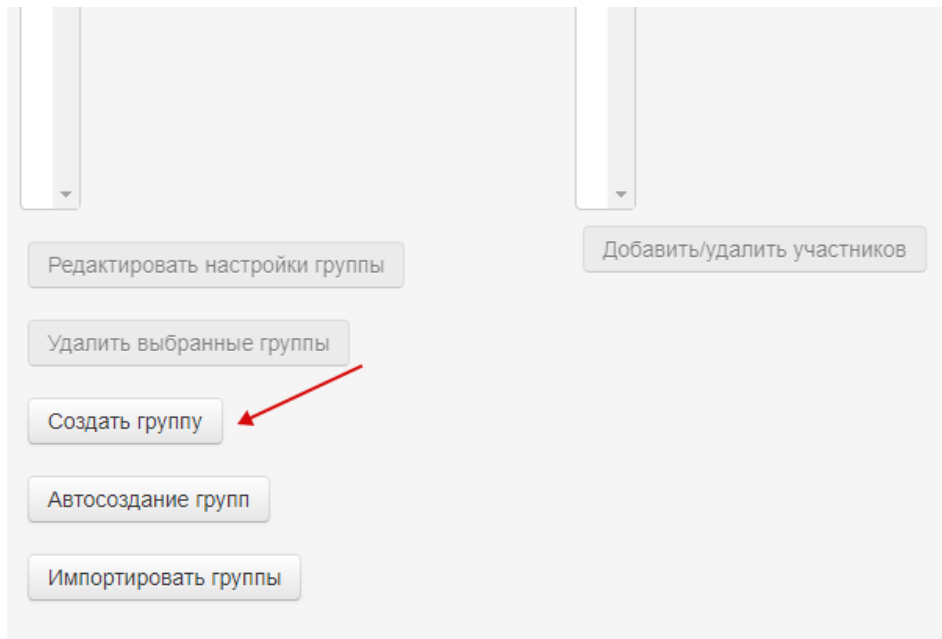 Редактировать настройки группы
Добавить/удалить участников
Удалить выбранные группы
Создать группу
Автосоздание групп
Импортировать группы